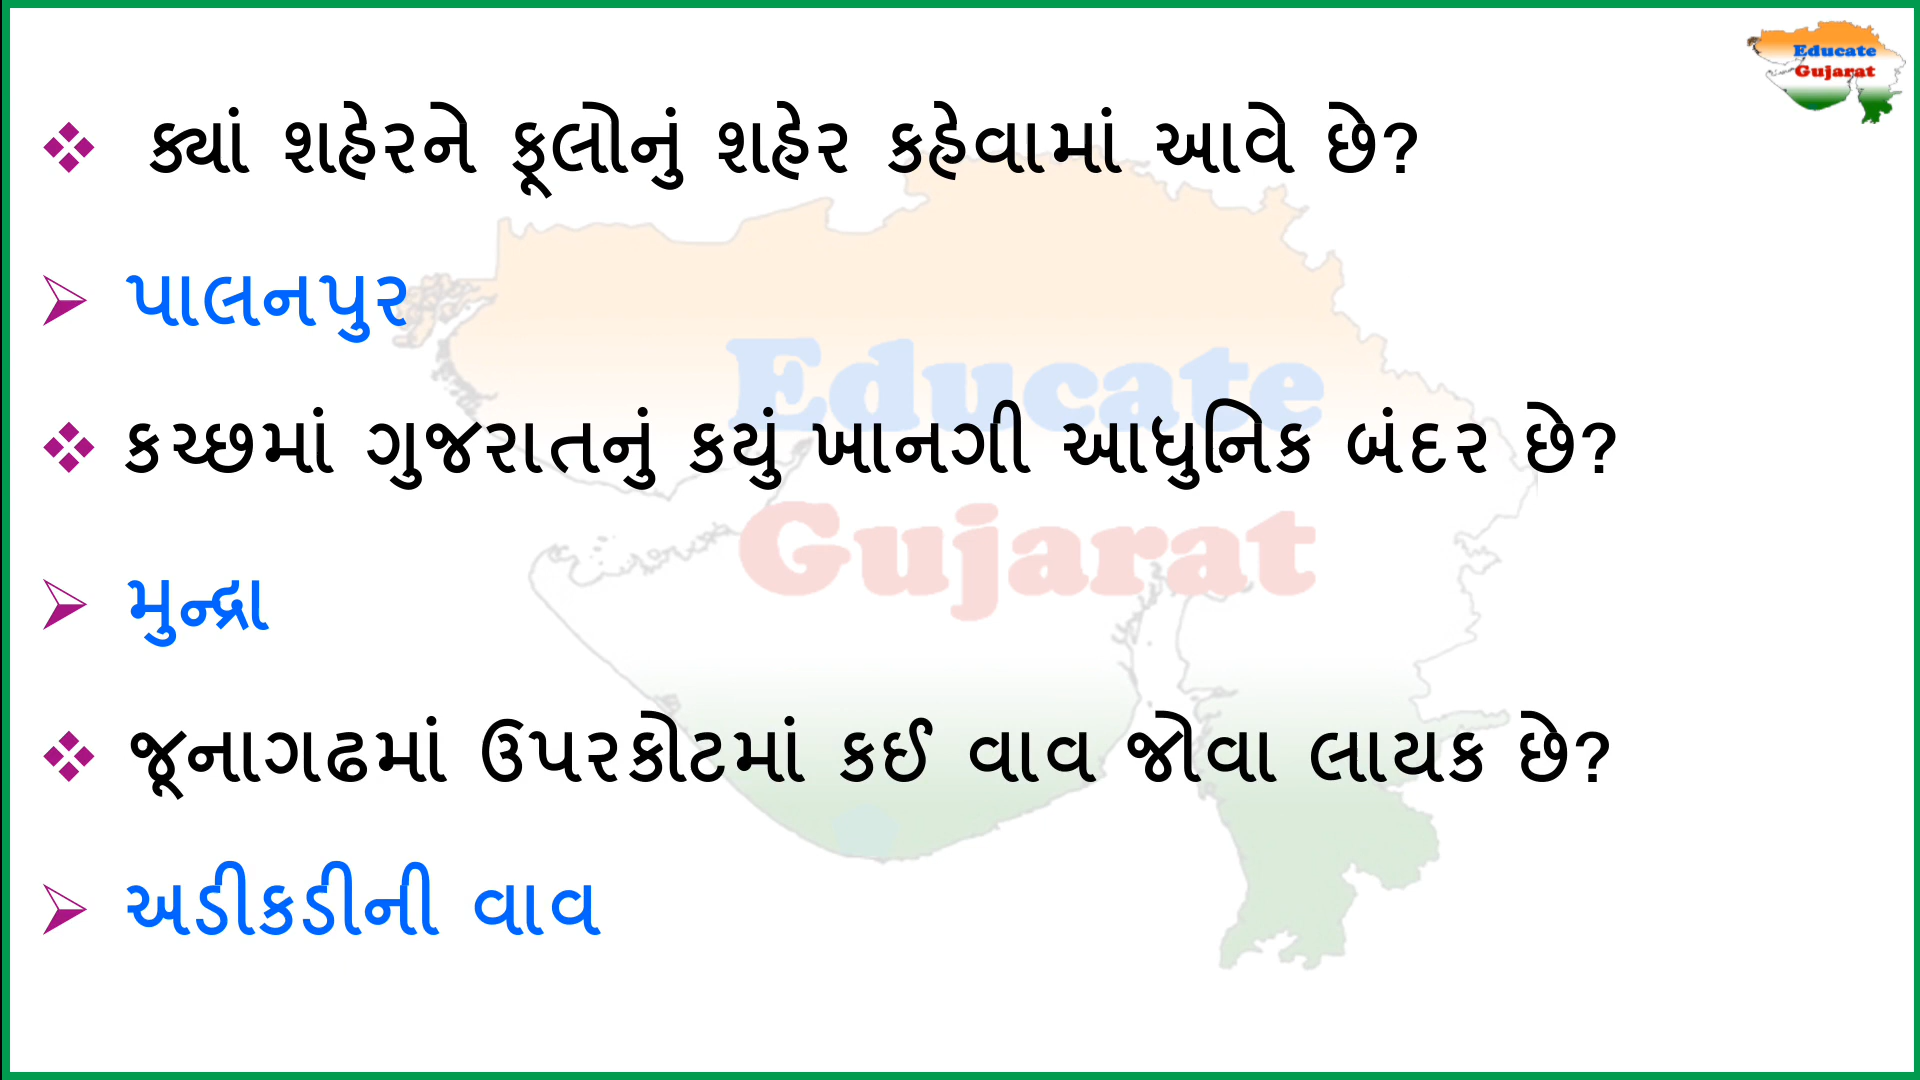 Educate
Gujarat
ક્યાં શહેરને ફૂલોનું શહેર કહેવામાં આવે છે?
પાલનપુર
કચ્છમાં ગુજરાતનું કયું ખાનગી આધુનિક બંદર છે?
મુન્દ્રા
જૂનાગઢમાં ઉપરકોટમાં કઈ વાવ જોવા લાયક છે?
અડીકડીની વાવ
Educate
Gujarat